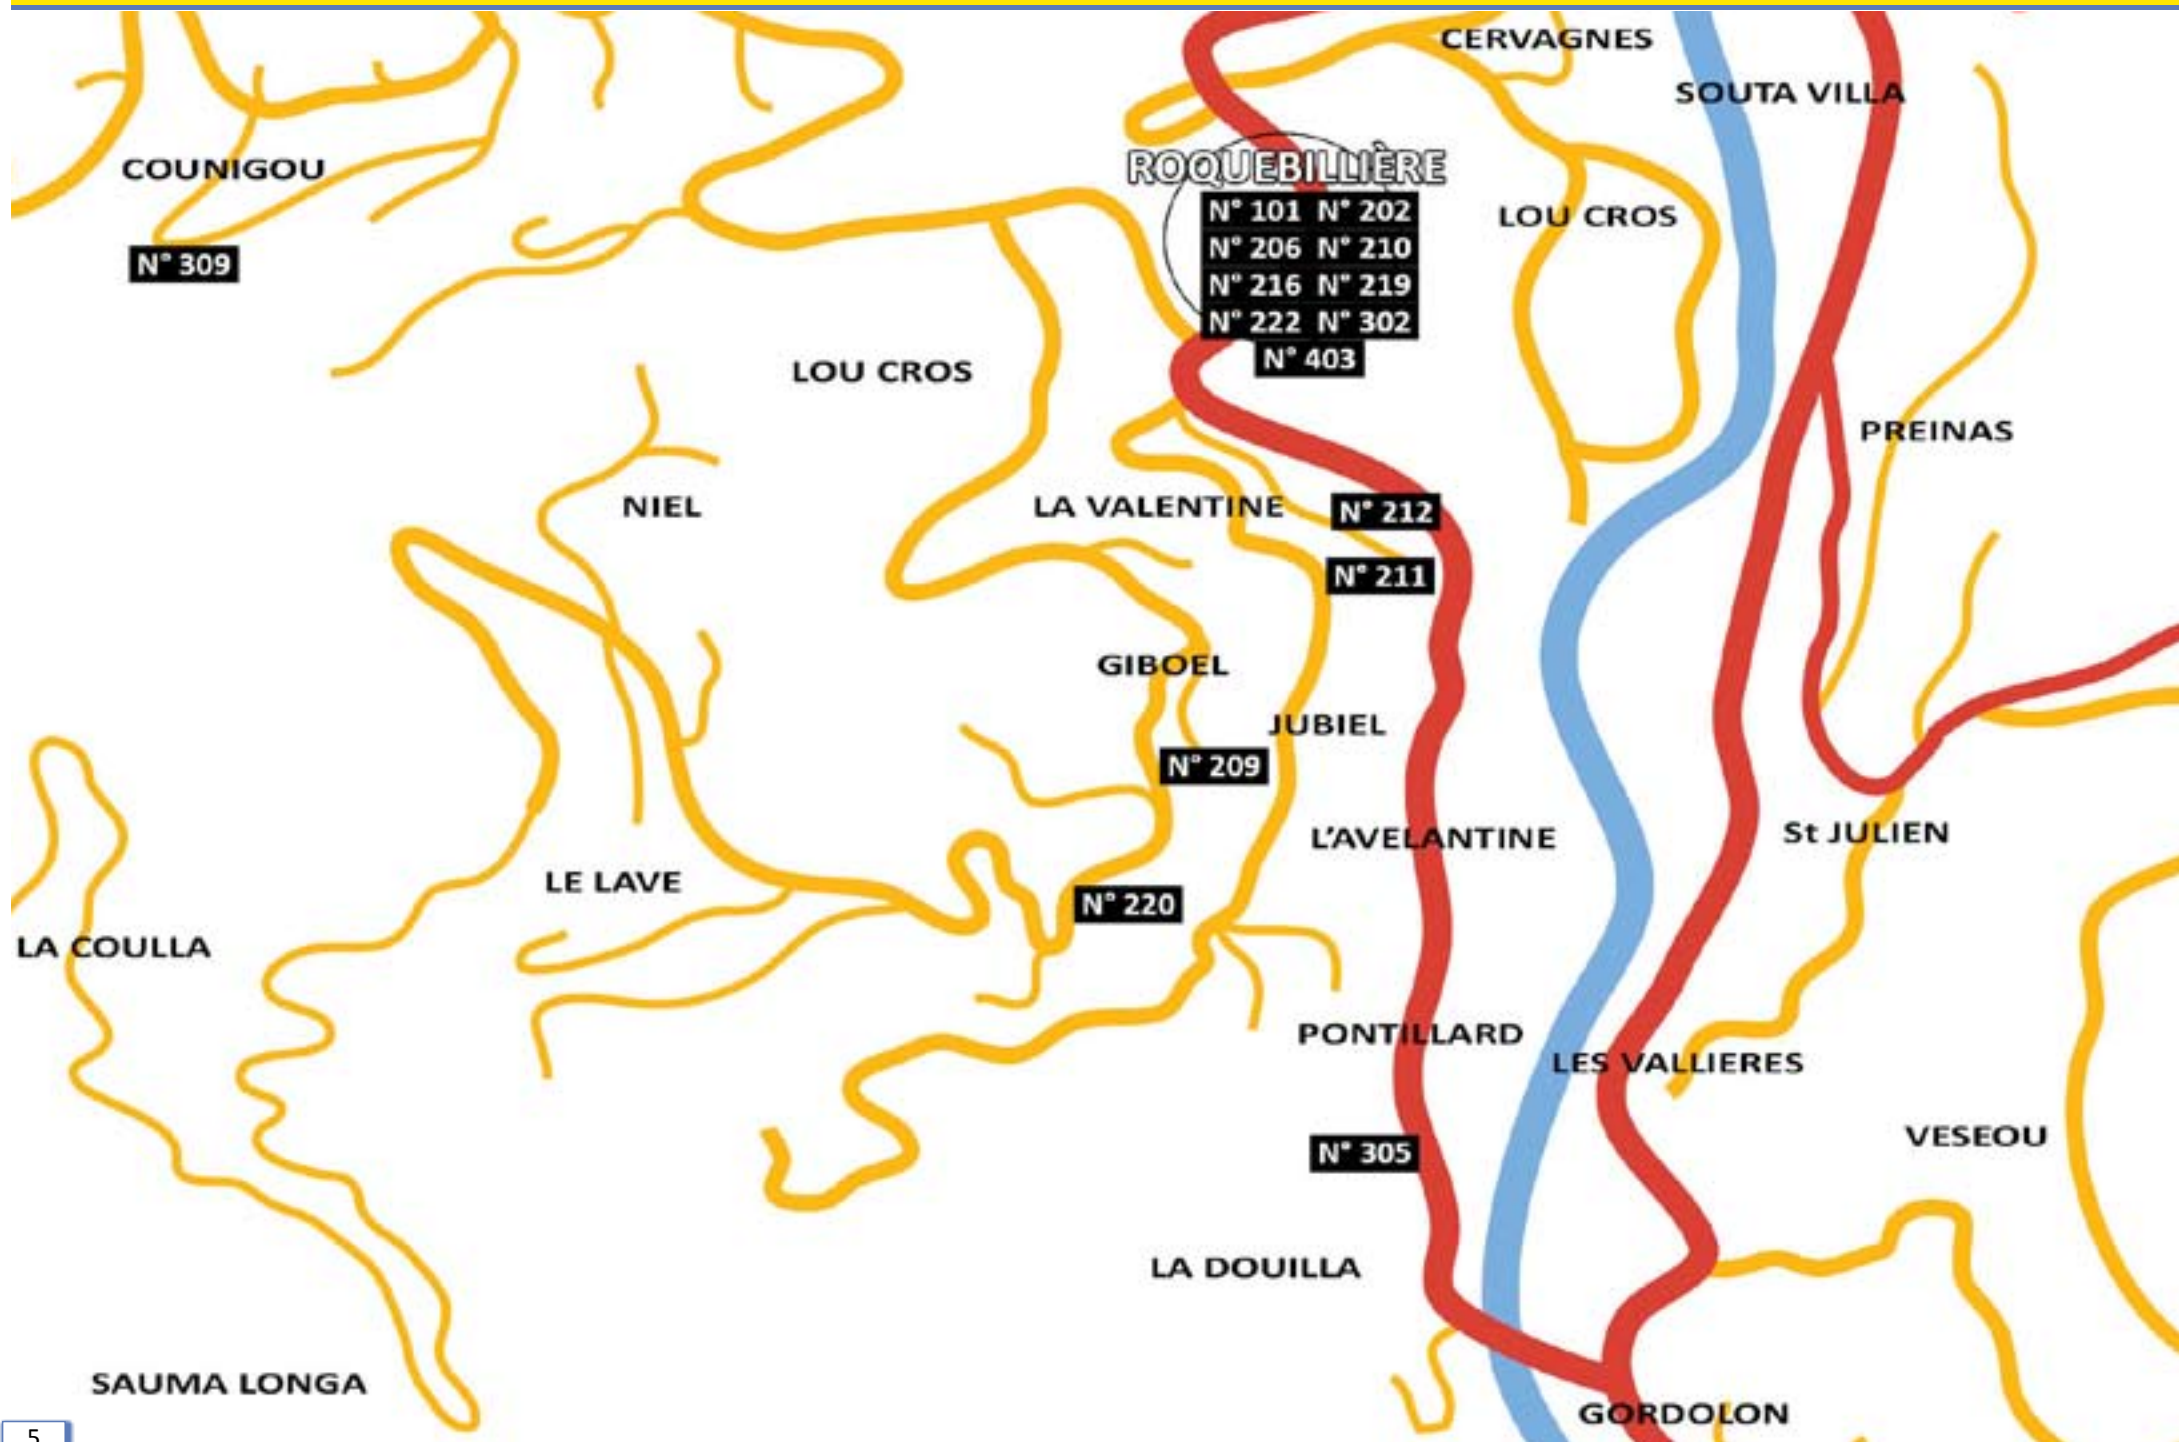 CERVAGNES
SOUTA VILLA
COUNIGOU
ROQUEBILLIÈRE
N° 101 N° 202
LOU CROS
N° 206 N° 210
N° 309
N° 216 N° 219
N° 222 N° 302
N° 403
LOU CROS
PREINAS
NIEL
LA VALENTINE
N° 212
N° 211
GIBOEL
JUBIEL
N° 209
L'AVELANTINE
St JULIEN
LE LAVE
N° 220
LA COULLA
PONTILLARD
LES VALLIERES
VESEOU
N° 305
LA DOUILLA
SAUMA LONGA
GORDOLON
5